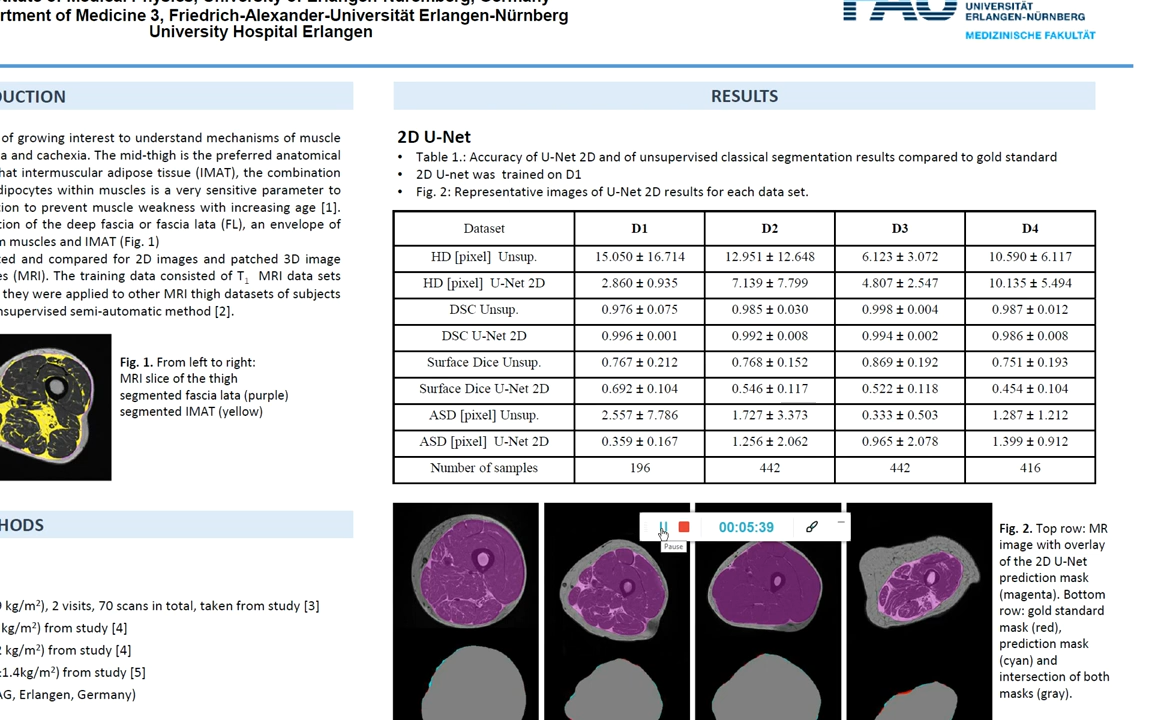 rtment of Medicine 3, Friedrich-Alexander-Universität Erlangen-Nürnberg
University Hospital Erlangen
UNIVERSITÄT
ERLANGEN-NÜRNBERG
MEDIZINISCHE FAKULTÄT
DUCTION
of growing interest to understand mechanisms of muscle
a and cachexia. The mid-thigh is the preferred anatomical
hat intermuscular adipose tissue (IMAT), the combination
dipocytes within muscles is a very sensitive parameter to
tion to prevent muscle weakness with increasing age [1].
tion of the deep fascia or fascia lata (FL), an envelope of
m muscles and IMAT (Fig. 1)
ted and compared for 2D images and patched 3D image
es (MRI). The training data consisted of T1 MRI data sets
they were applied to other MRI thigh datasets of subjects
nsupervised semi-automatic method [2].
Fig. 1. From left to right:
MRI slice of the thigh
segmented fascia lata (purple)
segmented IMAT (yellow)
HODS
kg/m²), 2 visits, 70 scans in total, taken from study [3]
kg/m²) from study [4]
kg/m²) from study [4]
±1.4kg/m²) from study [5]
AG, Erlangen, Germany)
RESULTS
2D U-Net
• Table 1.: Accuracy of U-Net 2D and of unsupervised classical segmentation results compared to gold standard
• 2D U-net was trained on D1
• Fig. 2: Representative images of U-Net 2D results for each data set.
Dataset D1 D2 D3 D4
HD [pixel] Unsup. 15.050 ± 16.714 12.951 ± 12.648 6.123 ± 3.072 10.590 ± 6.117
HD [pixel] U-Net 2D 2.860 ± 0.935 7.139 ± 7.799 4.807 ± 2.547 10.135 ± 5.494
DSC Unsup. 0.976 ± 0.075 0.985 ± 0.030 0.998 ± 0.004 0.987 ± 0.012
DSC U-Net 2D 0.996 ± 0.001 0.992 ± 0.008 0.994 ± 0.002 0.986 ± 0.008
Surface Dice Unsup. 0.767 ± 0.212 0.768 ± 0.152 0.869 ± 0.192 0.751 ± 0.193
Surface Dice U-Net 2D 0.692 ± 0.104 0.546 ± 0.117 0.522 ± 0.118 0.454 ± 0.104
ASD [pixel] Unsup. 2.557 ± 7.786 1.727 ± 3.373 0.333 ± 0.503 1.287 ± 1.212
ASD [pixel] U-Net 2D 0.359 ± 0.167 1.256 ± 2.062 0.965 ± 2.078 1.399 ± 0.912
Number of samples 196 442 442 416
00:05:39
Pause
Fig. 2. Top row: MR
image with overlay
of the 2D U-Net
prediction mask
(magenta). Bottom
row: gold standard
mask (red),
prediction mask
(cyan) and
intersection of both
masks (gray).